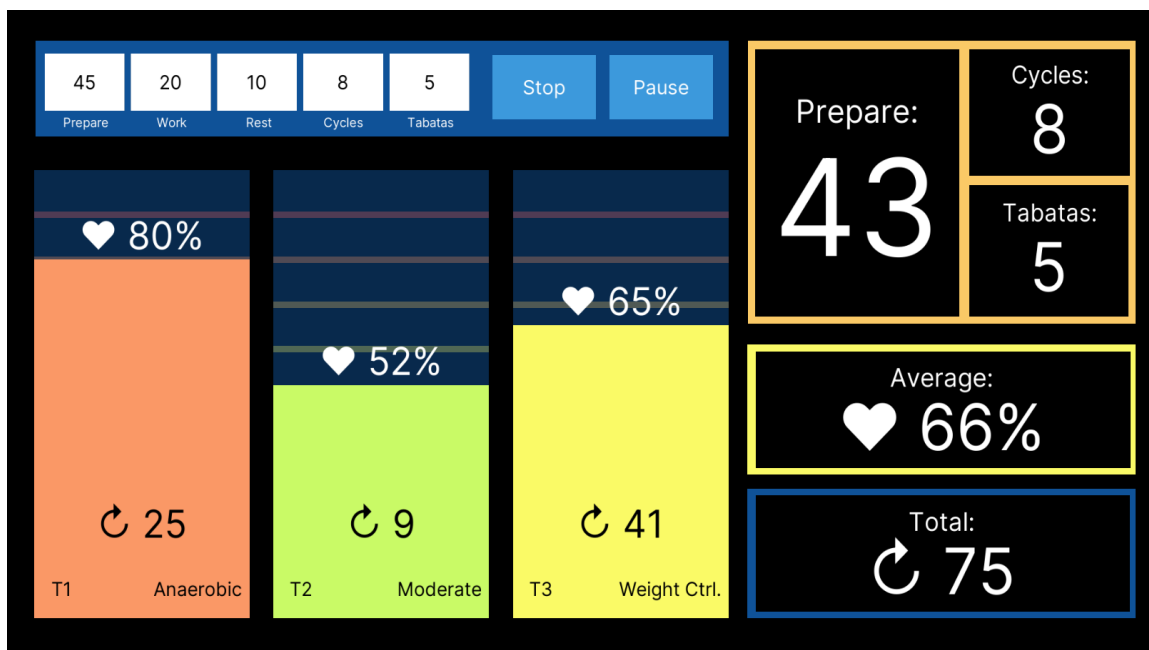 45 20 10 8 5 Stop Pause
Prepare Work Rest Cycles Tabatas
80%
25
T1 Anaerobic
52%
9
T2 Moderate
65%
41
T3 Weight Ctrl.
Prepare:
43
Cycles:
8
Tabatas:
5
Average:
66%
Total:
75